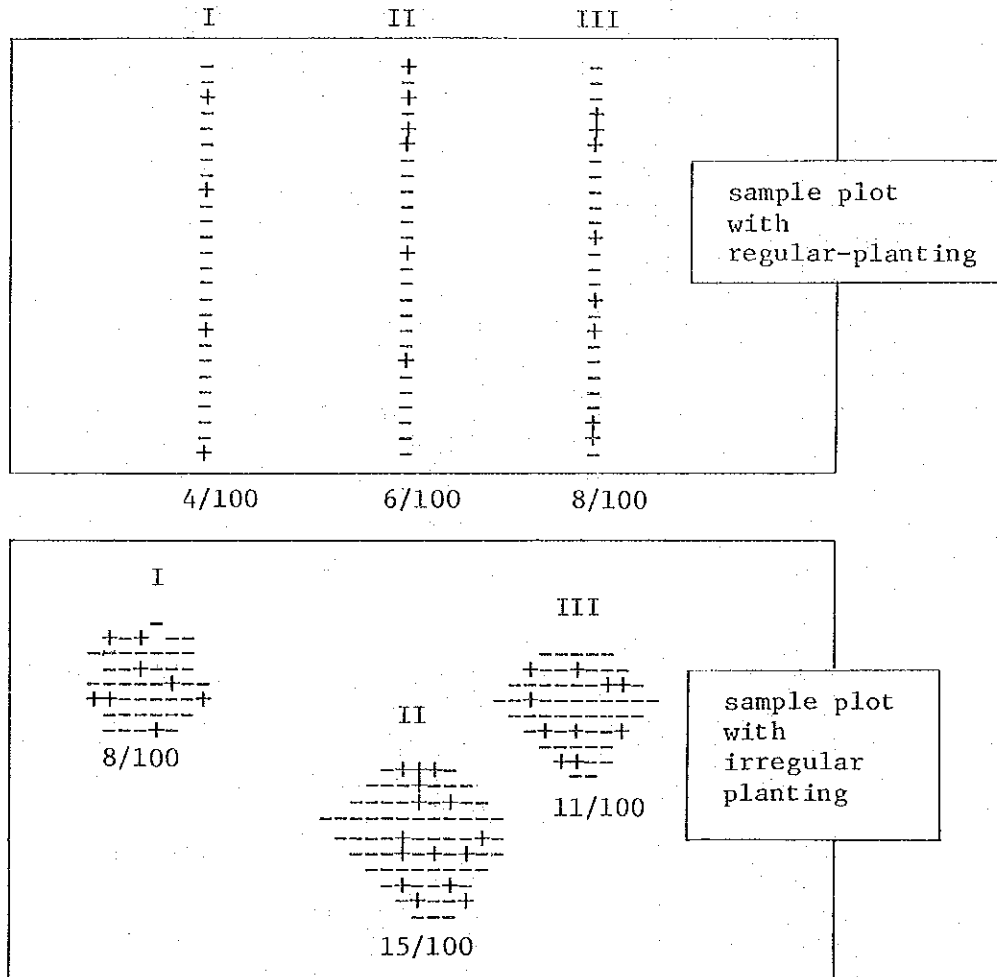 I II III
sample plot
with
regular-planting
4/100 6/100 8/100
I
III
II
8/100
sample plot
with
irregular
planting
11/100
15/100